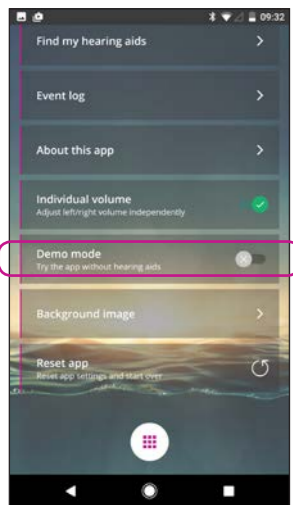 09:32
Find my hearing aids
Event log
About this app
Individual volume
Adjust left/right volume independently
Demo mode
Try the app without hearing aids
Background image
Reset app
Reset app settings and start over